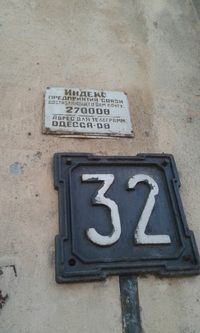 ИНДЕКС
ПРЕДПРИЯТИЯ СВЯЗИ
270008
АДРЕС ДЛЯ ТЕЛЕГРАММ
ОДЕССА-08
32